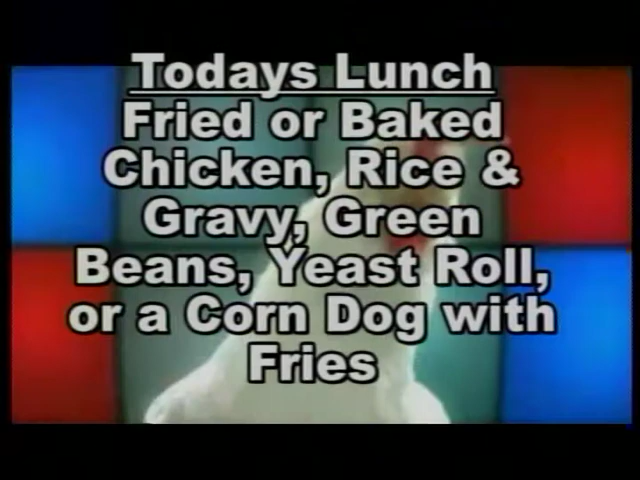 Todays Lunch
Fried or Baked
Chicken, Rice &
Gravy, Green
Beans, Yeast Roll,
or a Corn Dog with
Fries